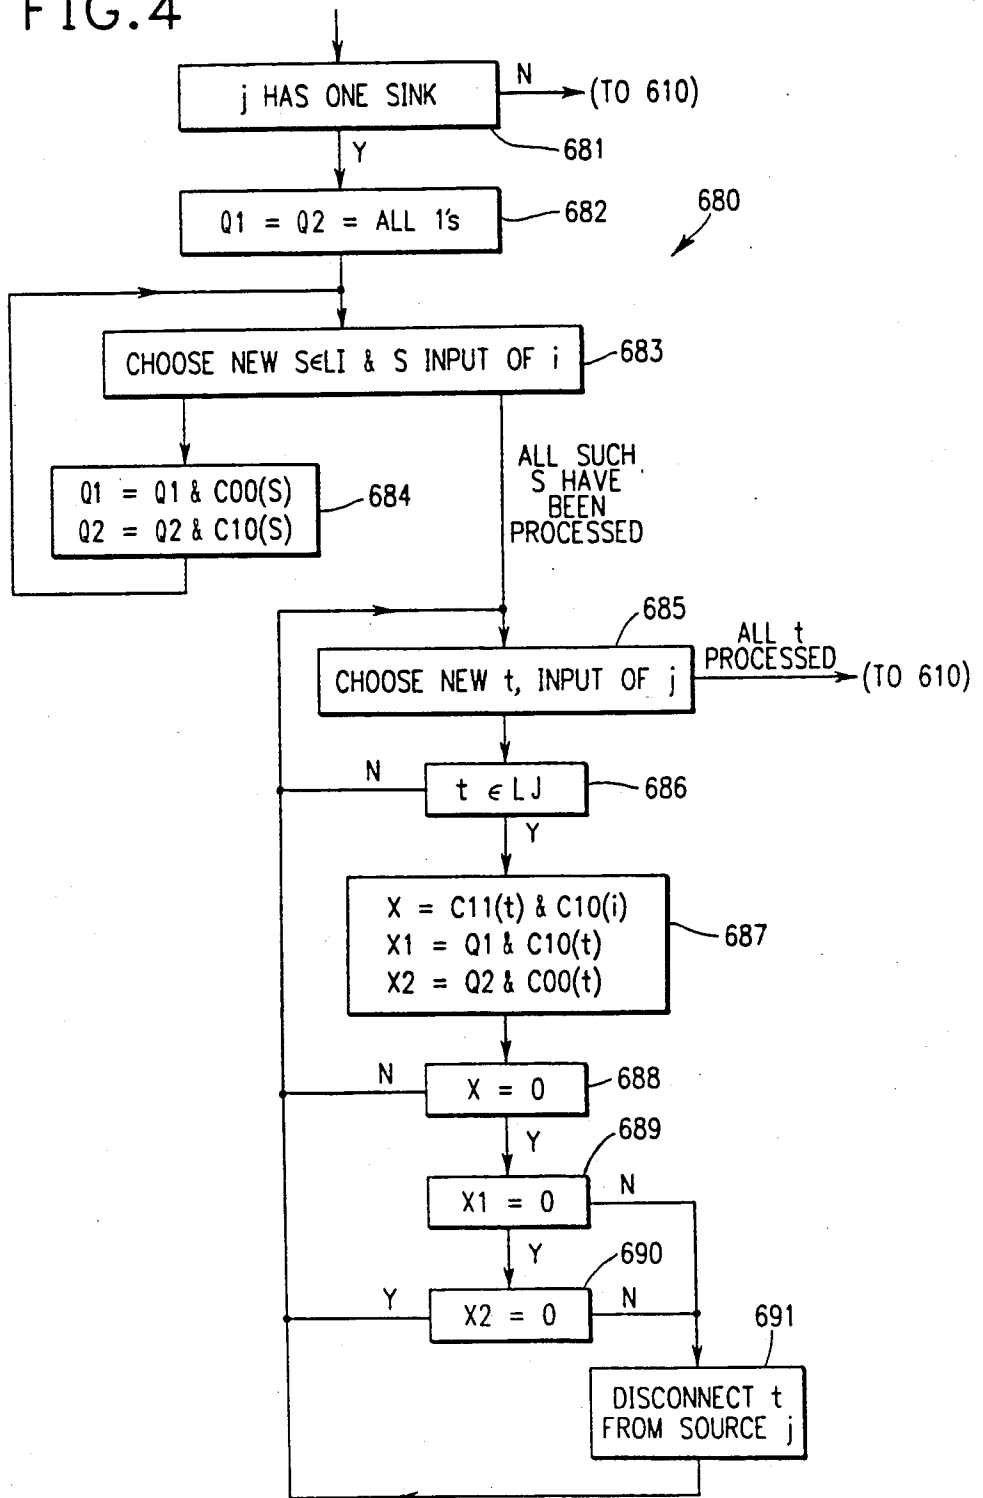 FIG.4
j HAS ONE SINK
N
(TO 610)
681
Y
Q1 = Q2 = ALL 1's
682
680
CHOOSE NEW S∈LI & S INPUT OF i
683
Q1 = Q1 & C00(S)
Q2 = Q2 & C10(S)
684
ALL SUCH
S HAVE
BEEN
PROCESSED
685
CHOOSE NEW t, INPUT OF j
ALL t
PROCESSED
(TO 610)
N
t ∈ LJ
686
Y
X = C11(t) & C10(i)
X1 = Q1 & C10(t)
X2 = Q2 & C00(t)
687
N
X = 0
688
Y
689
X1 = 0
N
Y
690
Y
X2 = 0
N
691
DISCONNECT t
FROM SOURCE j